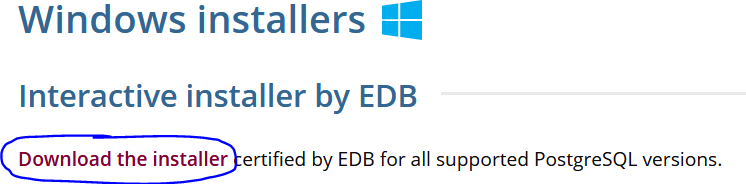 Windows installers
Interactive installer by EDB
Download the installer certified by EDB for all supported PostgreSQL versions.